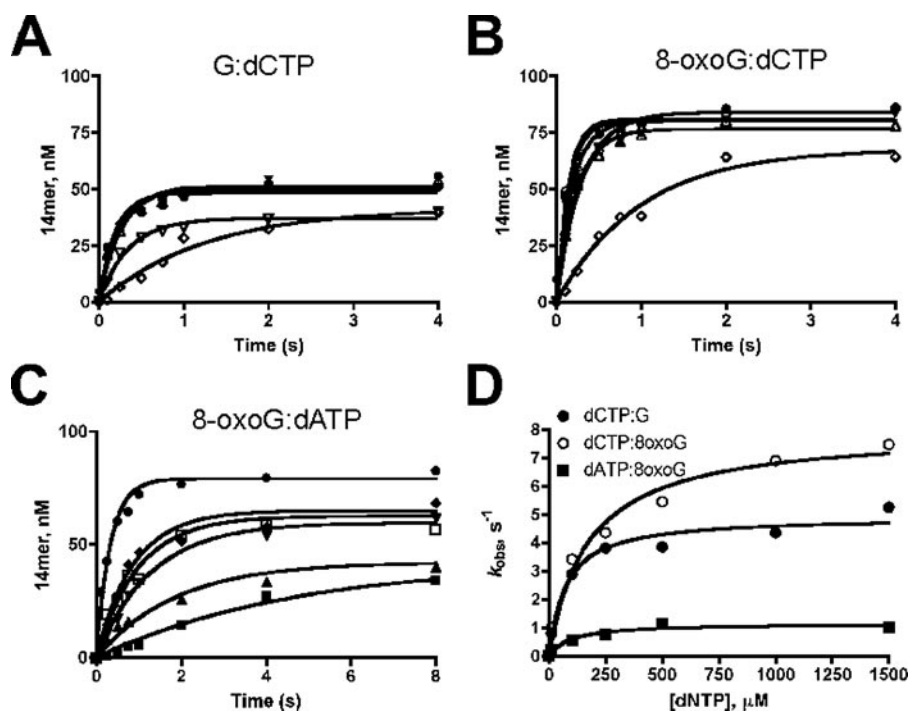 A
G:dCTP
14mer, nM
100
75
50
25
0
0 1 2 3 4
Time (s)
B
8-oxoG:dCTP
14mer, nM
100
75
50
25
0
0 1 2 3 4
Time (s)
C
8-oxoG:dATP
14mer, nM
100
50
0
0 2 4 6 8
Time (s)
D
dCTP:G
dCTP:8oxoG
dATP:8oxoG
kobs, s-1
8
7
6
5
4
3
2
1
0
0 250 500 750 1000 1250 1500
[dNTP], μM